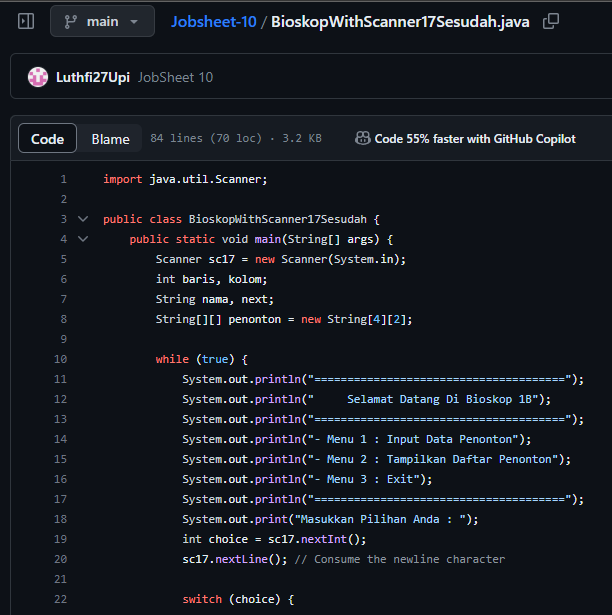 main
Jobsheet-10 / BioskopWithScanner17Sesudah.java
Luthfi27Upi JobSheet 10
Code Blame 84 lines (70 loc) · 3.2 KB Code 55% faster with GitHub Copilot
1 import java.util.Scanner;
2
3 public class BioskopWithScanner17Sesudah {
4 public static void main(String[] args) {
5 Scanner sc17 = new Scanner(System.in);
6 int baris, kolom;
7 String nama, next;
8 String[][] penonton = new String[4][2];
9
10 while (true) {
11 System.out.println("======================================");
12 System.out.println("     Selamat Datang Di Bioskop 1B");
13 System.out.println("======================================");
14 System.out.println("- Menu 1 : Input Data Penonton");
15 System.out.println("- Menu 2 : Tampilkan Daftar Penonton");
16 System.out.println("- Menu 3 : Exit");
17 System.out.println("======================================");
18 System.out.print("Masukkan Pilihan Anda : ");
19 int choice = sc17.nextInt();
20 sc17.nextLine(); // Consume the newline character
21
22 switch (choice) {